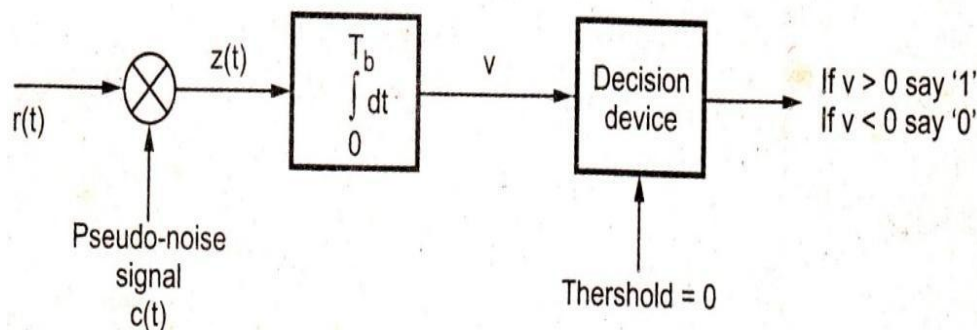 r(t)
z(t)
T_b
∫ dt
0
v
Decision
device
If v > 0 say '1'
If v < 0 say '0'
Pseudo-noise
signal
c(t)
Thershold = 0